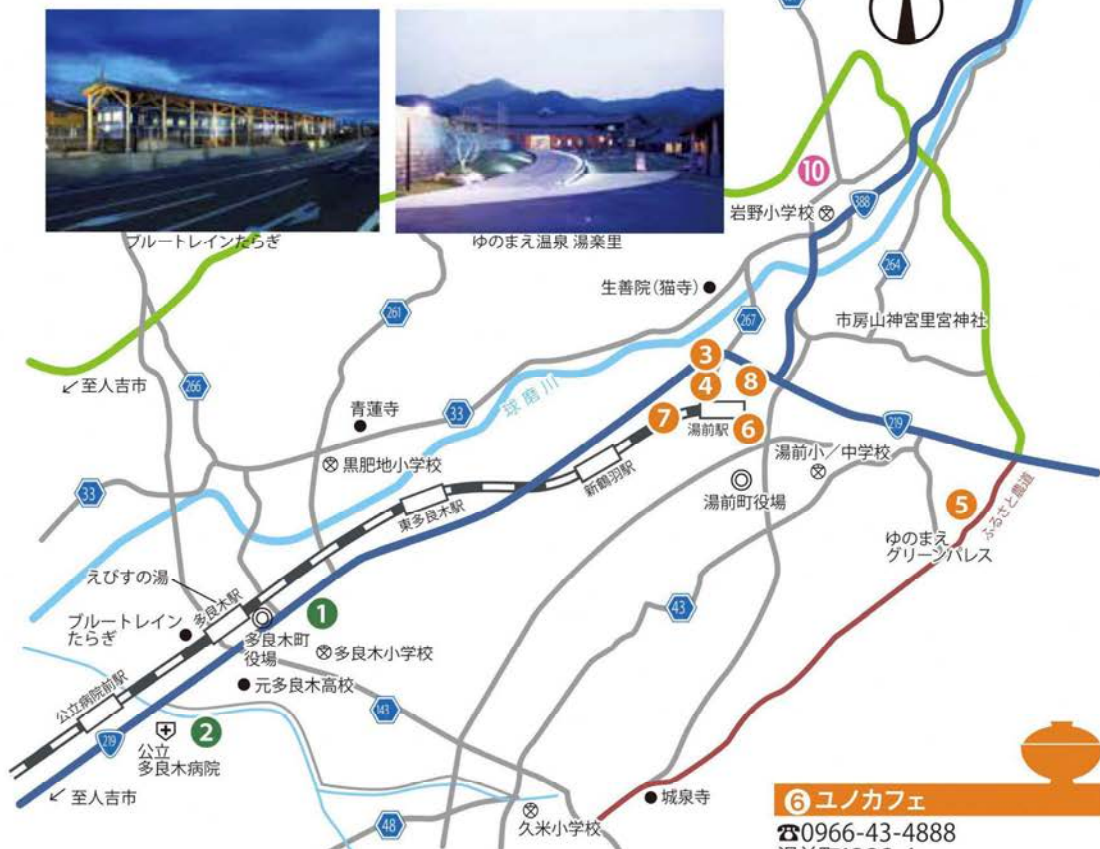 ブルートレインたらぎ
ゆのまえ温泉 湯楽里
10
岩野小学校
388
生善院(猫寺)
264
261
267
市房山神宮里宮神社
3
↙至人吉市
266
4
8
球磨川
青蓮寺
33
7
湯前駅
6
219
黒肥地小学校
湯前小/中学校
新鶴羽駅
湯前町役場
33
東多良木駅
5
ふるさと農道
ゆのまえ
グリーンパレス
えびすの湯
多良木駅
1
43
ブルートレイン
たらぎ
多良木町
役場
多良木小学校
元多良木高校
公立病院前駅
143
2
219
公立
多良木病院
↙至人吉市
城泉寺
6 ユノカフェ
48
久米小学校
☎0966-43-4888